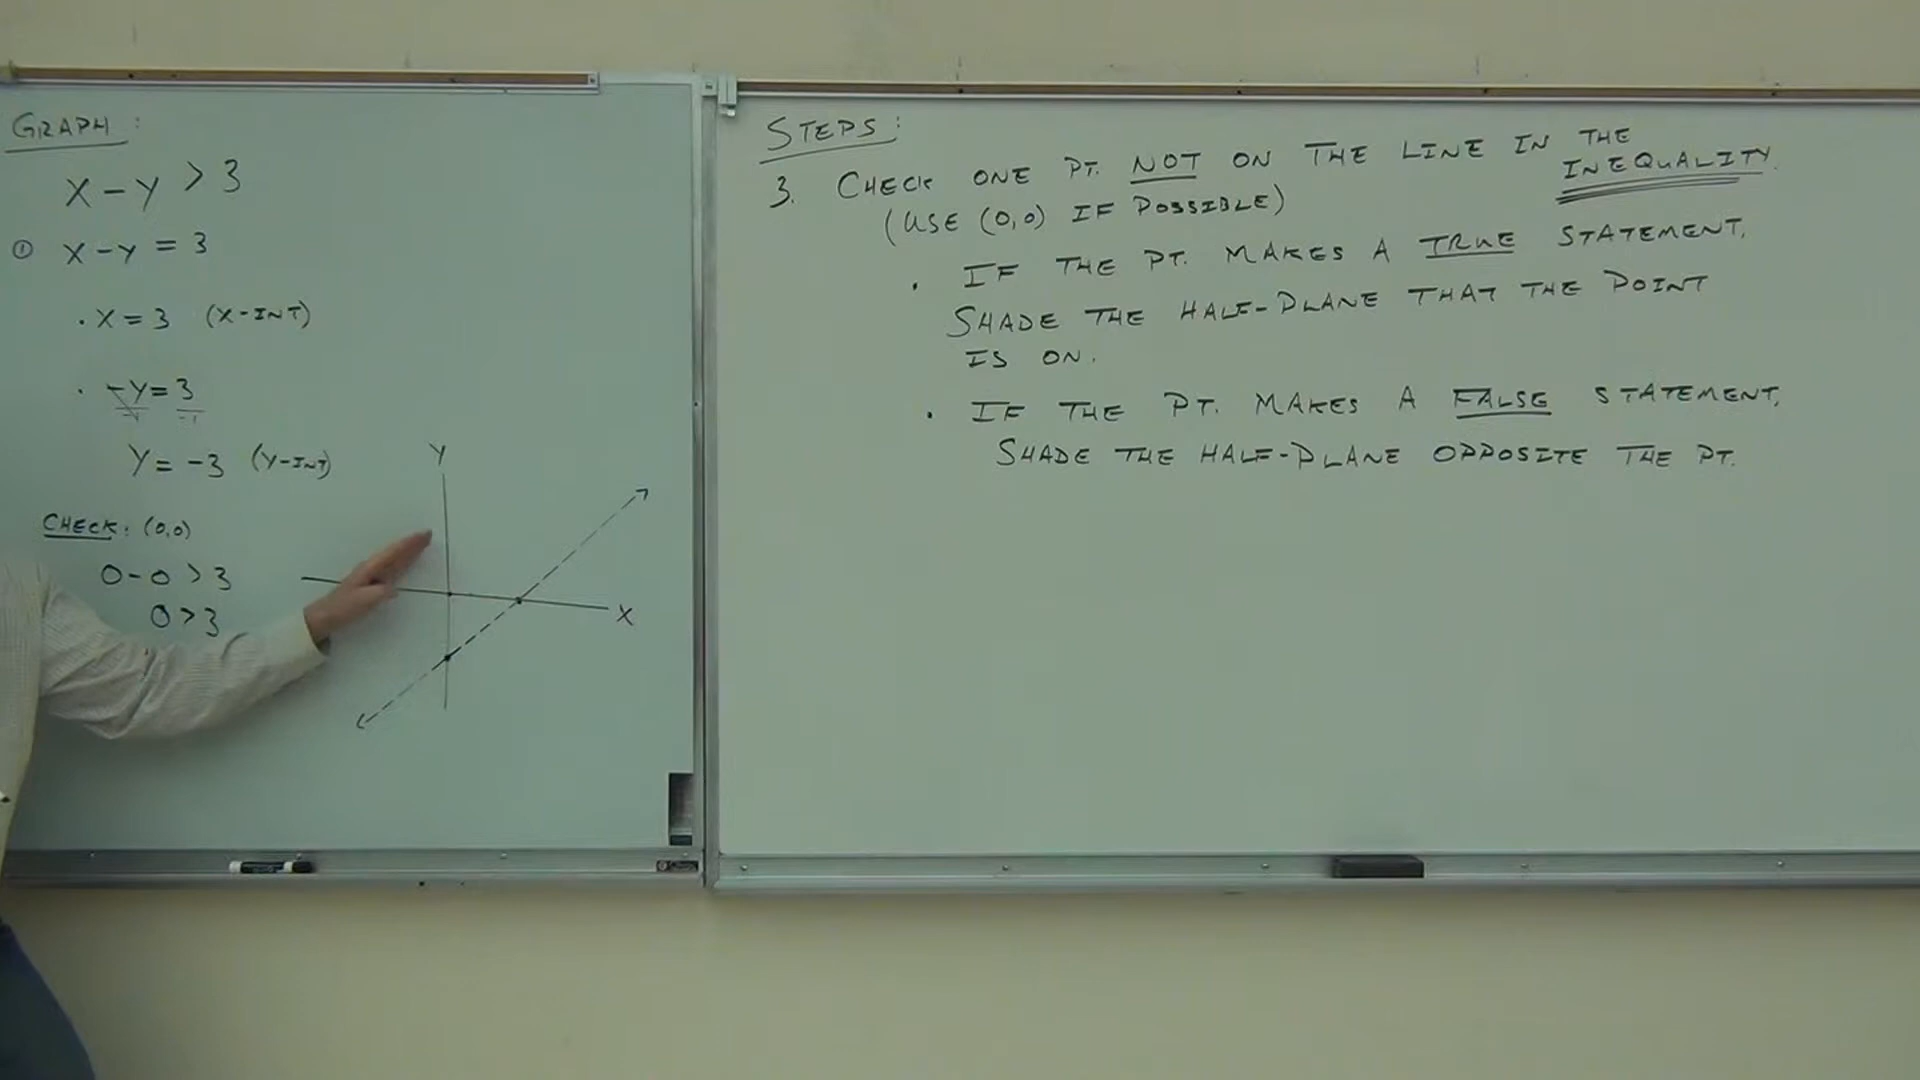 GRAPH:
X - Y > 3
① X - Y = 3
• X = 3 (X-INT)
• -Y = 3
-1 -1
Y = -3 (Y-INT)
CHECK: (0,0)
0 - 0 > 3
0 > 3
Y
X
STEPS:
3. CHECK ONE PT. NOT ON THE LINE IN THE
INEQUALITY.
(USE (0,0) IF POSSIBLE)
• IF THE PT. MAKES A TRUE STATEMENT,
SHADE THE HALF-PLANE THAT THE POINT
IS ON.
• IF THE PT. MAKES A FALSE STATEMENT,
SHADE THE HALF-PLANE OPPOSITE THE PT.